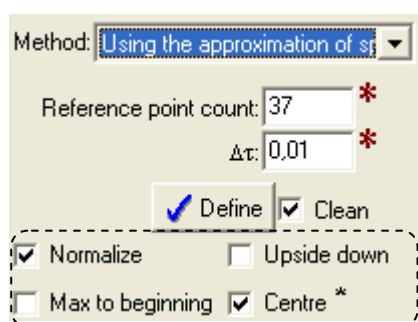 Method: Using the approximation of
Reference point count: 37 *
Δτ: 0,01 *
Define Clean
Normalize Upside down
Max to beginning Centre *